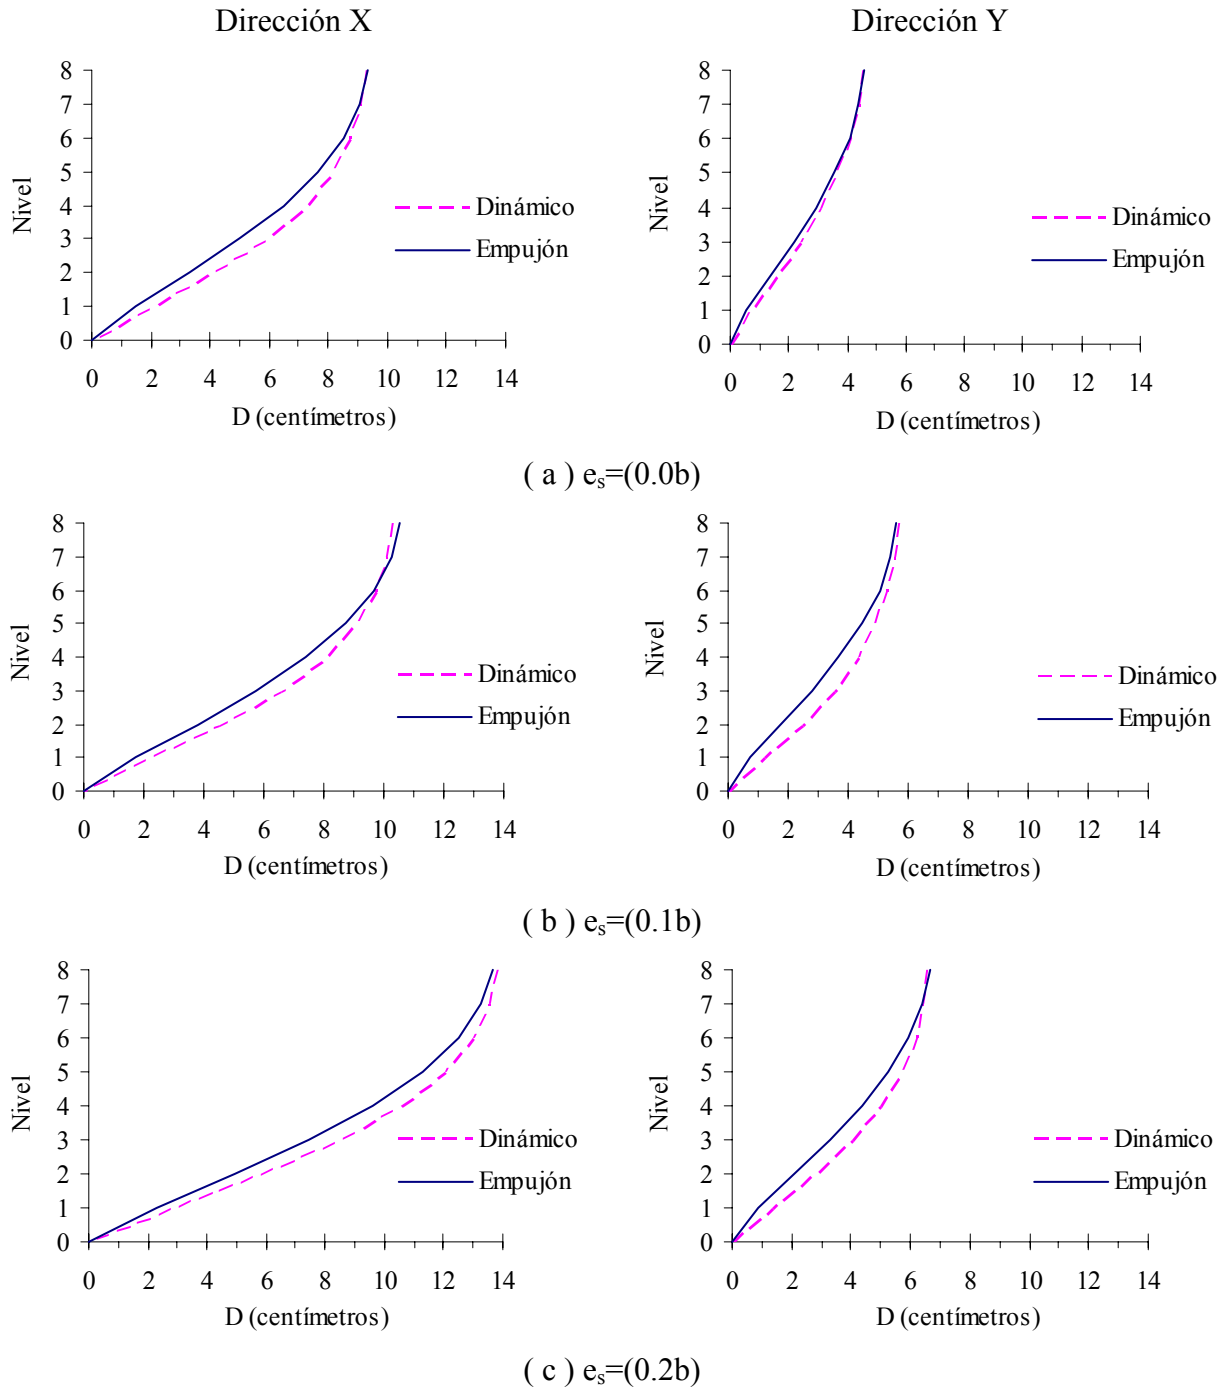 Dirección X
Dirección Y
8
7
6
5
4
3
2
1
0
Nivel
Dinámico
Empujón
0 2 4 6 8 10 12 14
D (centímetros)
8
7
6
5
4
3
2
1
0
Nivel
Dinámico
Empujón
0 2 4 6 8 10 12 14
D (centímetros)
( a ) es=(0.0b)
8
7
6
5
4
3
2
1
0
Nivel
Dinámico
Empujón
0 2 4 6 8 10 12 14
D (centímetros)
8
7
6
5
4
3
2
1
0
Nivel
Dinámico
Empujón
0 2 4 6 8 10 12 14
D (centímetros)
( b ) es=(0.1b)
8
7
6
5
4
3
2
1
0
Nivel
Dinámico
Empujón
0 2 4 6 8 10 12 14
D (centímetros)
8
7
6
5
4
3
2
1
0
Nivel
Dinámico
Empujón
0 2 4 6 8 10 12 14
D (centímetros)
( c ) es=(0.2b)